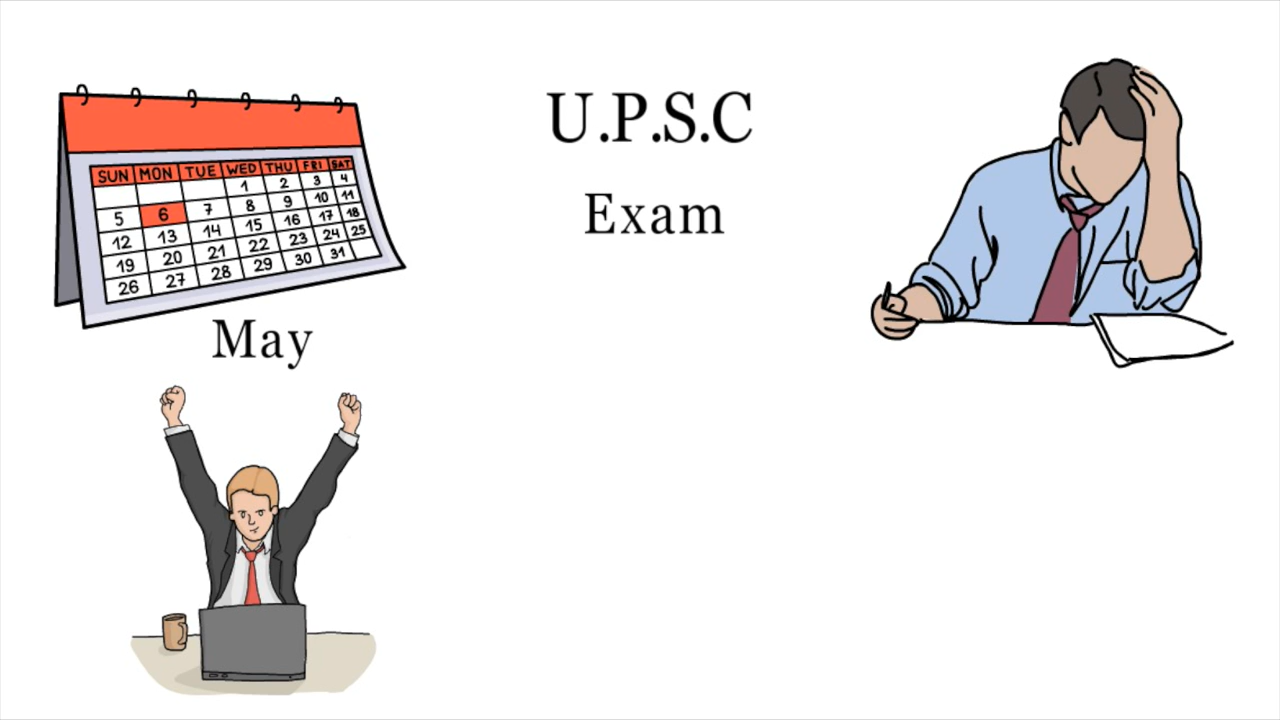 U.P.S.C
Exam
SUN MON TUE WED THU FRI SAT
1 2 3 4
5 6 7 8 9 10 11
12 13 14 15 16 17 18
19 20 21 22 23 24 25
26 27 28 29 30 31
May